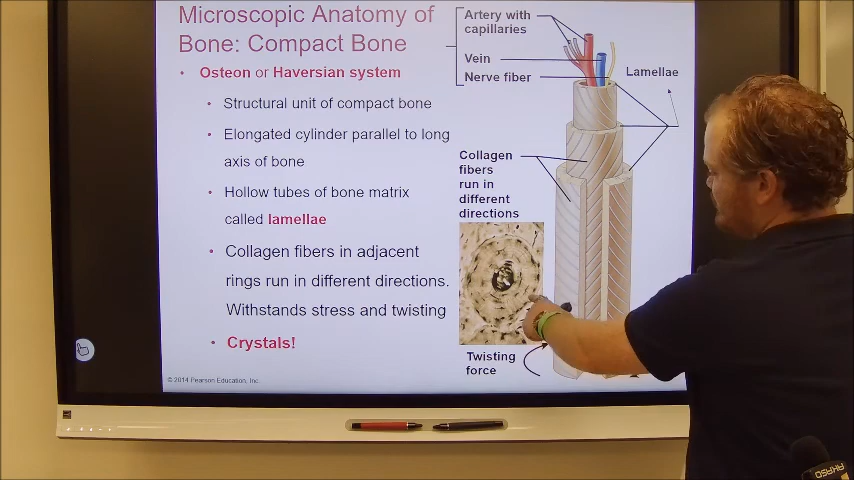 Microscopic Anatomy of
Bone: Compact Bone
• Osteon or Haversian system
• Structural unit of compact bone
• Elongated cylinder parallel to long
axis of bone
• Hollow tubes of bone matrix
called lamellae
• Collagen fibers in adjacent
rings run in different directions.
Withstands stress and twisting
• Crystals!
© 2014 Pearson Education, Inc
Artery with
capillaries
Vein
Nerve fiber
Lamellae
Collagen
fibers
run in
different
directions
Twisting
force
AKASO